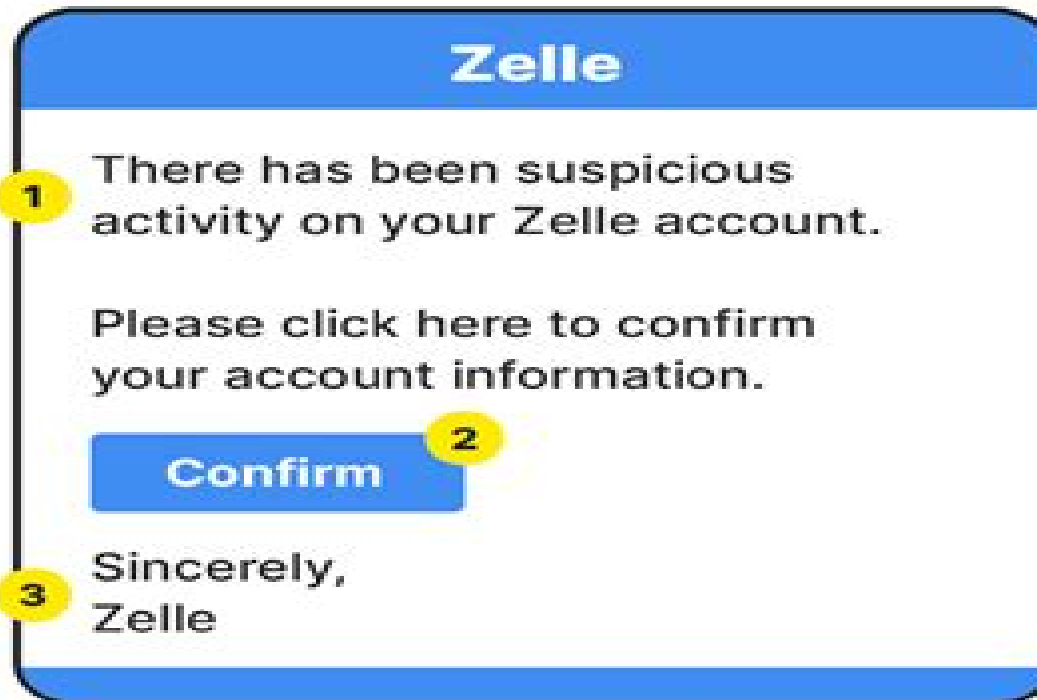 Zelle
1
There has been suspicious
activity on your Zelle account.
Please click here to confirm
your account information.
2
Confirm
3
Sincerely,
Zelle